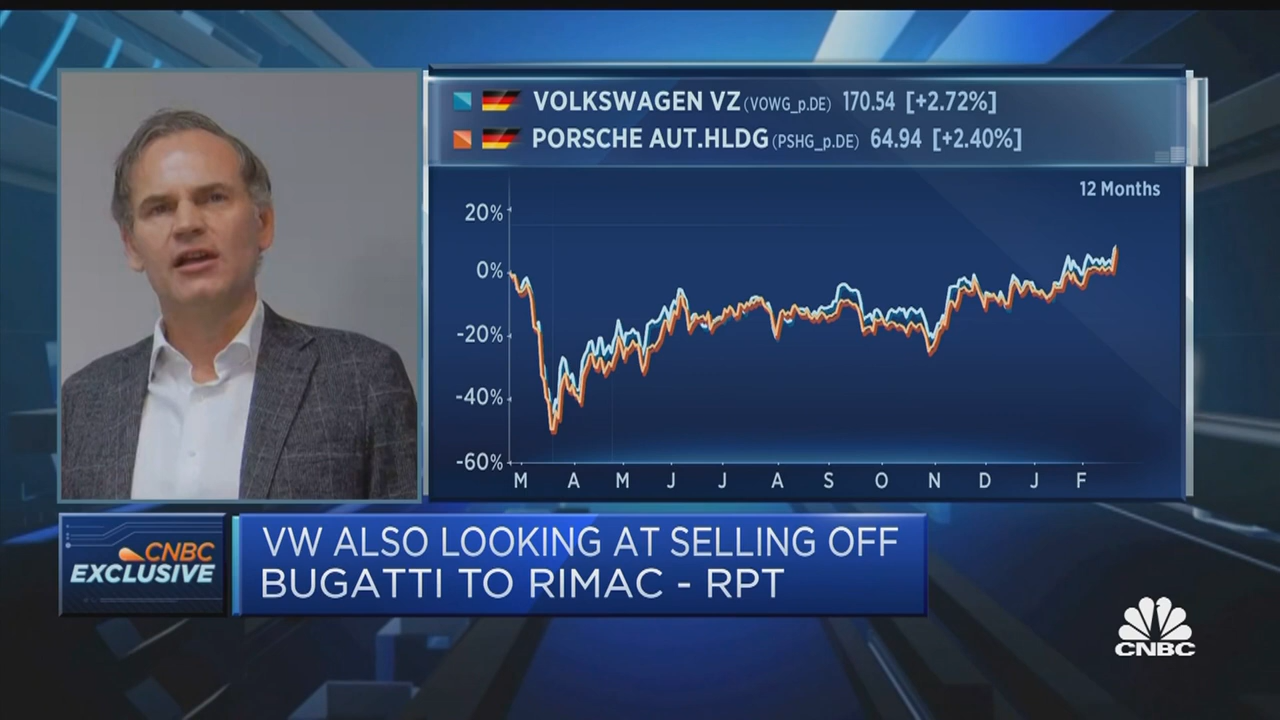 VOLKSWAGEN VZ (VOWG_p.DE) 170.54 [+2.72%]
PORSCHE AUT.HLDG (PSHG_p.DE) 64.94 [+2.40%]
12 Months
20%
0%
-20%
-40%
-60%
M A M J J A S O N D J F
CNBC
EXCLUSIVE
VW ALSO LOOKING AT SELLING OFF
BUGATTI TO RIMAC - RPT
CNBC